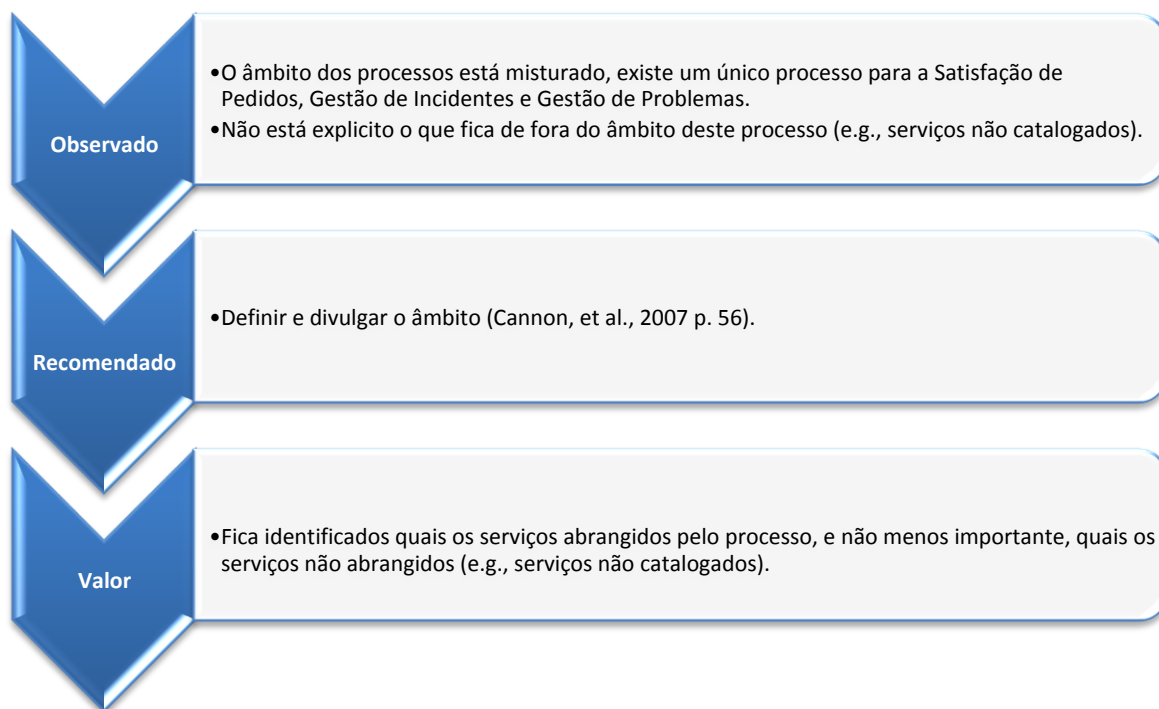 Observado
•O âmbito dos processos está misturado, existe um único processo para a Satisfação de
Pedidos, Gestão de Incidentes e Gestão de Problemas.
•Não está explicito o que fica de fora do âmbito deste processo (e.g., serviços não catalogados).
Recomendado
•Definir e divulgar o âmbito (Cannon, et al., 2007 p. 56).
Valor
•Fica identificados quais os serviços abrangidos pelo processo, e não menos importante, quais os
serviços não abrangidos (e.g., serviços não catalogados).